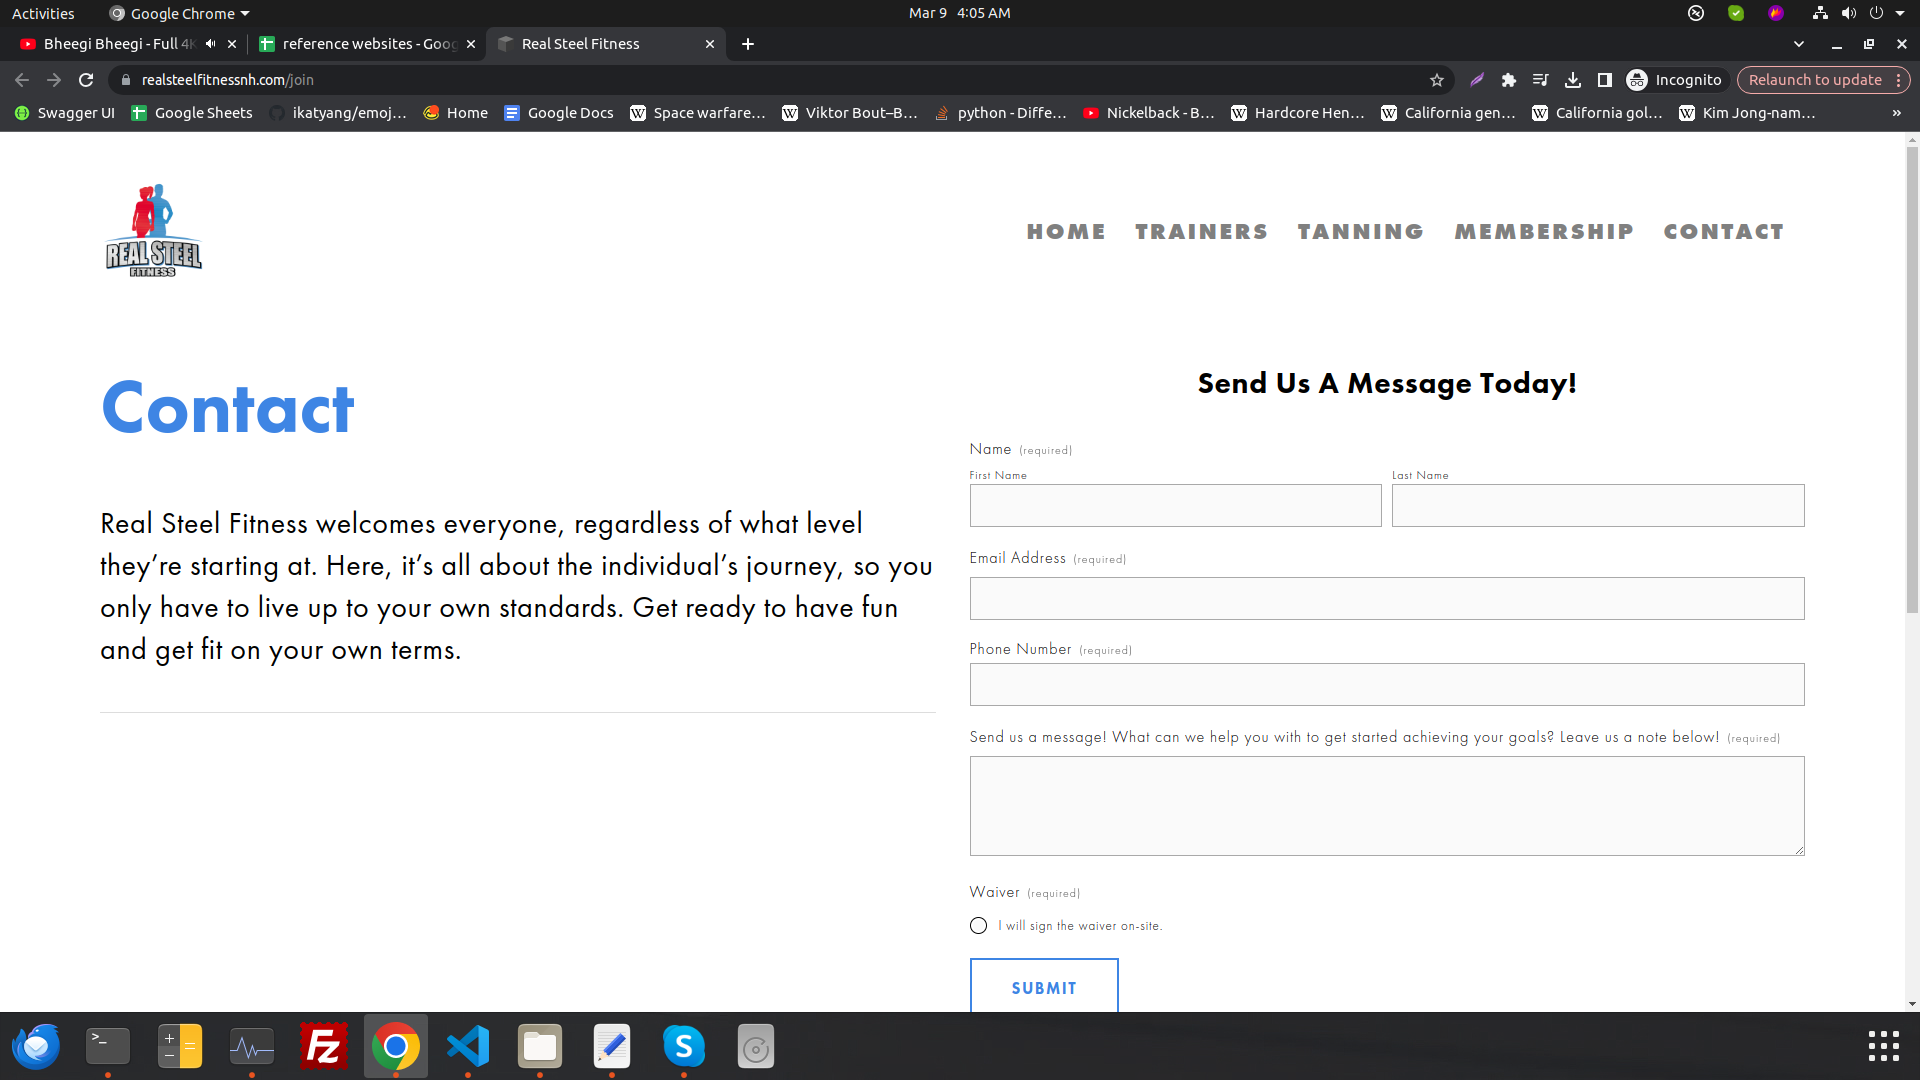 Activities
Google Chrome
Mar 9 4:05 AM
Bheegi Bheegi - Full 4K
reference websites - Goog
Real Steel Fitness
realsteelfitnessnh.com/join
Incognito
Relaunch to update
Swagger UI
Google Sheets
ikatyang/emoj...
Home
Google Docs
Space warfare...
Viktor Bout–B...
python - Diffe...
Nickelback - B...
Hardcore Hen...
California gen...
California gol...
Kim Jong-nam...
»
REAL STEEL
FITNESS
HOME TRAINERS TANNING MEMBERSHIP CONTACT
Contact
Real Steel Fitness welcomes everyone, regardless of what level
they’re starting at. Here, it’s all about the individual’s journey, so you
only have to live up to your own standards. Get ready to have fun
and get fit on your own terms.
Send Us A Message Today!
Name (required)
First Name
Last Name
Email Address (required)
Phone Number (required)
Send us a message! What can we help you with to get started achieving your goals? Leave us a note below! (required)
Waiver (required)
I will sign the waiver on-site.
SUBMIT